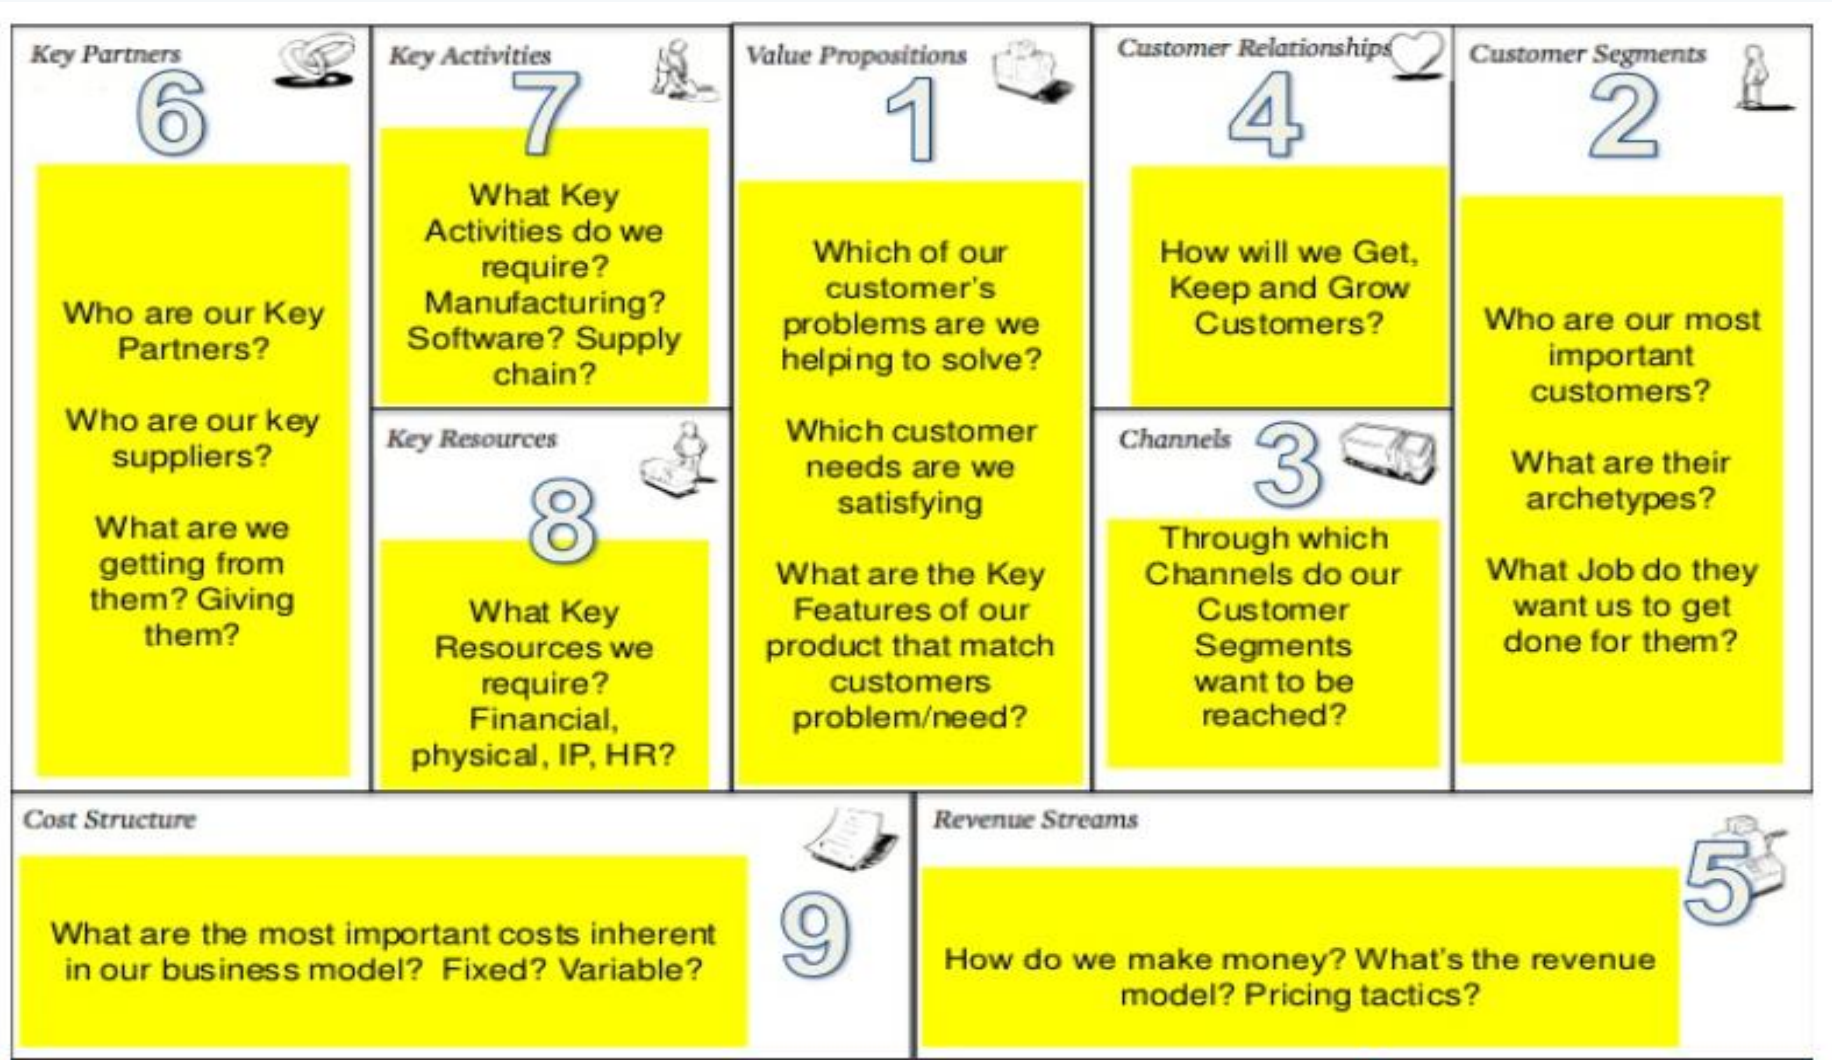 Key Partners
6
Who are our Key
Partners?
Who are our key
suppliers?
What are we
getting from
them? Giving
them?
Key Activities
7
What Key
Activities do we
require?
Manufacturing?
Software? Supply
chain?
Key Resources
8
What Key
Resources we
require?
Financial,
physical, IP, HR?
Value Propositions
1
Which of our
customer's
problems are we
helping to solve?
Which customer
needs are we
satisfying
What are the Key
Features of our
product that match
customers
problem/need?
Customer Relationships
4
How will we Get,
Keep and Grow
Customers?
Channels
3
Through which
Channels do our
Customer
Segments
want to be
reached?
Customer Segments
2
Who are our most
important
customers?
What are their
archetypes?
What Job do they
want us to get
done for them?
Cost Structure
9
What are the most important costs inherent
in our business model? Fixed? Variable?
Revenue Streams
5
How do we make money? What's the revenue
model? Pricing tactics?